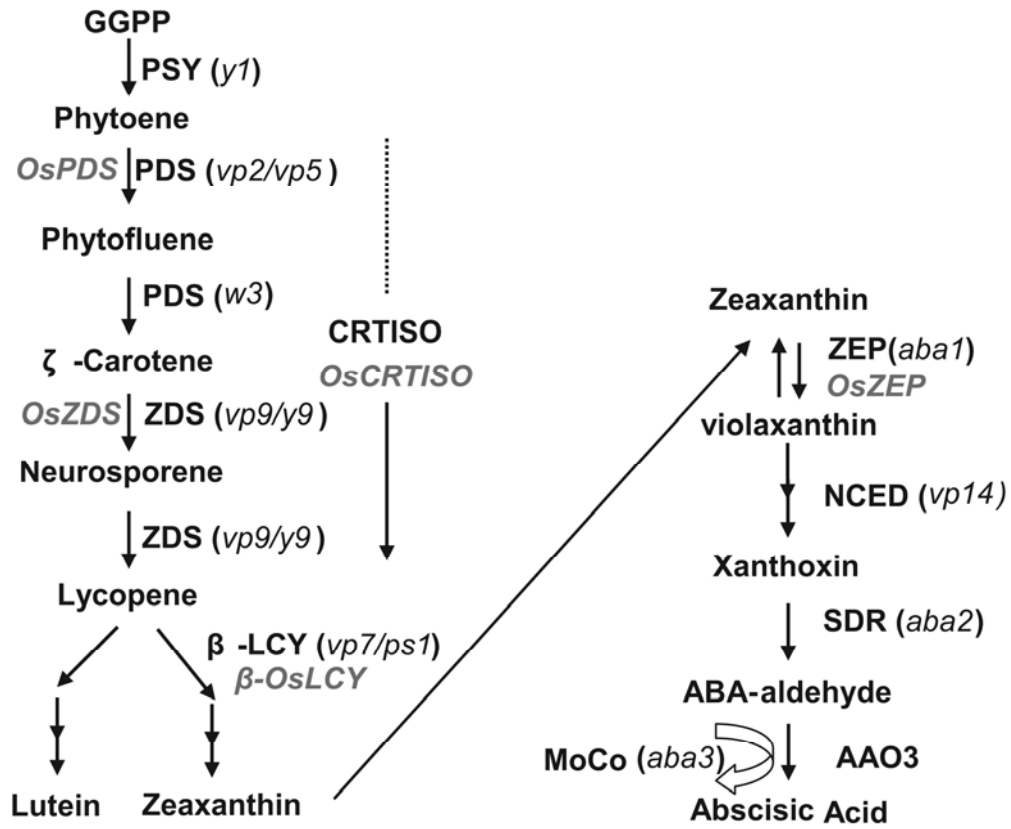 GGPP
PSY (y1)
Phytoene
OsPDS PDS (vp2/vp5)
Phytofluene
PDS (w3)
ζ -Carotene
OsZDS ZDS (vp9/y9)
Neurosporene
ZDS (vp9/y9)
Lycopene
β -LCY (vp7/ps1)
β-OsLCY
Lutein Zeaxanthin
CRTISO
OsCRTISO
Zeaxanthin
ZEP(aba1)
OsZEP
violaxanthin
NCED (vp14)
Xanthoxin
SDR (aba2)
ABA-aldehyde
MoCo (aba3) AAO3
Abscisic Acid